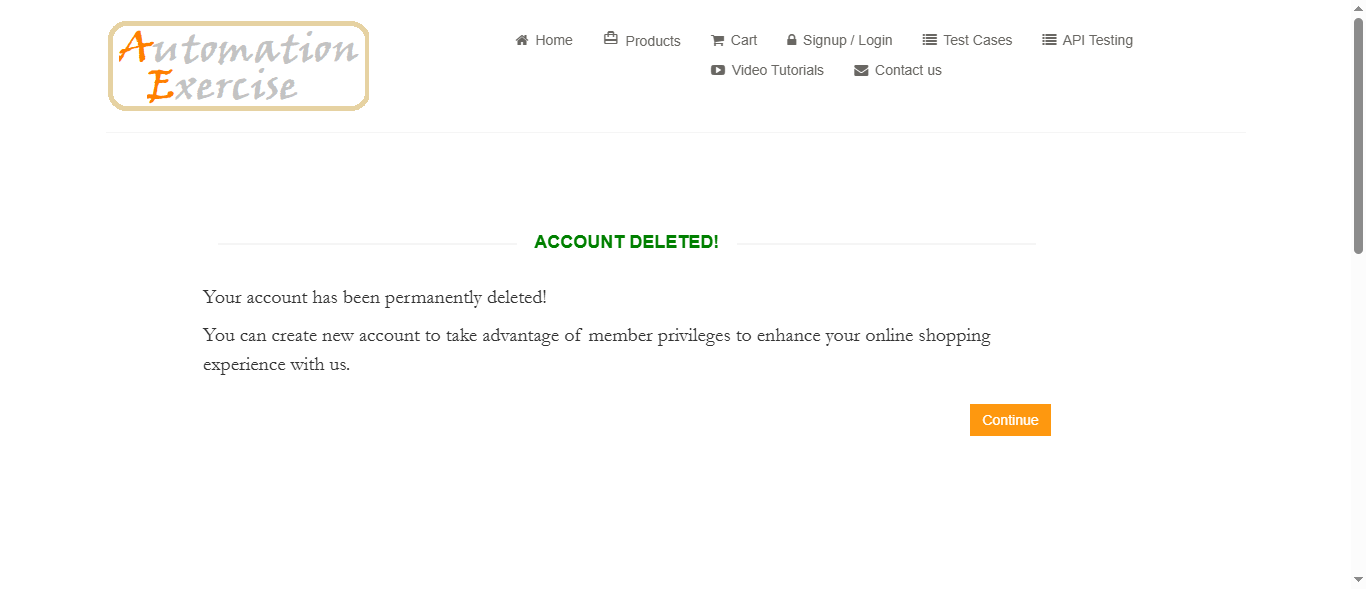 Automation
Exercise
Home Products Cart Signup / Login Test Cases API Testing
Video Tutorials Contact us
ACCOUNT DELETED!
Your account has been permanently deleted!
You can create new account to take advantage of member privileges to enhance your online shopping
experience with us.
Continue